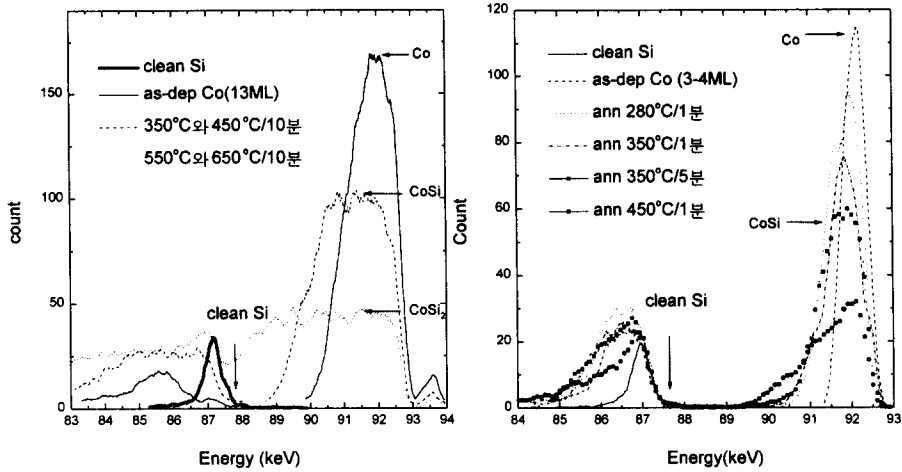 count
150
100
50
0
clean Si
as-dep Co(13ML)
350°C와 450°C/10분
550°C와 650°C/10분
Co
CoSi
CoSi₂
clean Si
83 84 85 86 87 88 89 90 91 92 93 94
Energy (keV)
Count
120
100
80
60
40
20
0
clean Si
as-dep Co (3-4ML)
ann 280°C/1분
ann 350°C/1분
ann 350°C/5분
ann 450°C/1분
Co
CoSi
clean Si
84 85 86 87 88 89 90 91 92 93
Energy(keV)